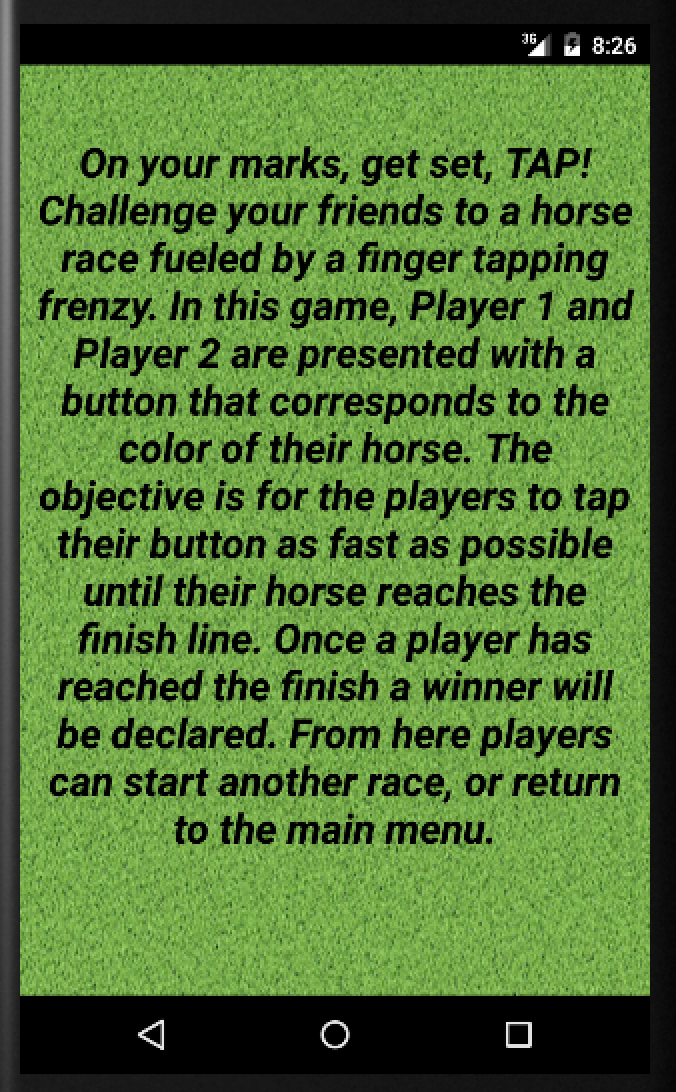 3G 8:26
On your marks, get set, TAP!
Challenge your friends to a horse
race fueled by a finger tapping
frenzy. In this game, Player 1 and
Player 2 are presented with a
button that corresponds to the
color of their horse. The
objective is for the players to tap
their button as fast as possible
until their horse reaches the
finish line. Once a player has
reached the finish a winner will
be declared. From here players
can start another race, or return
to the main menu.